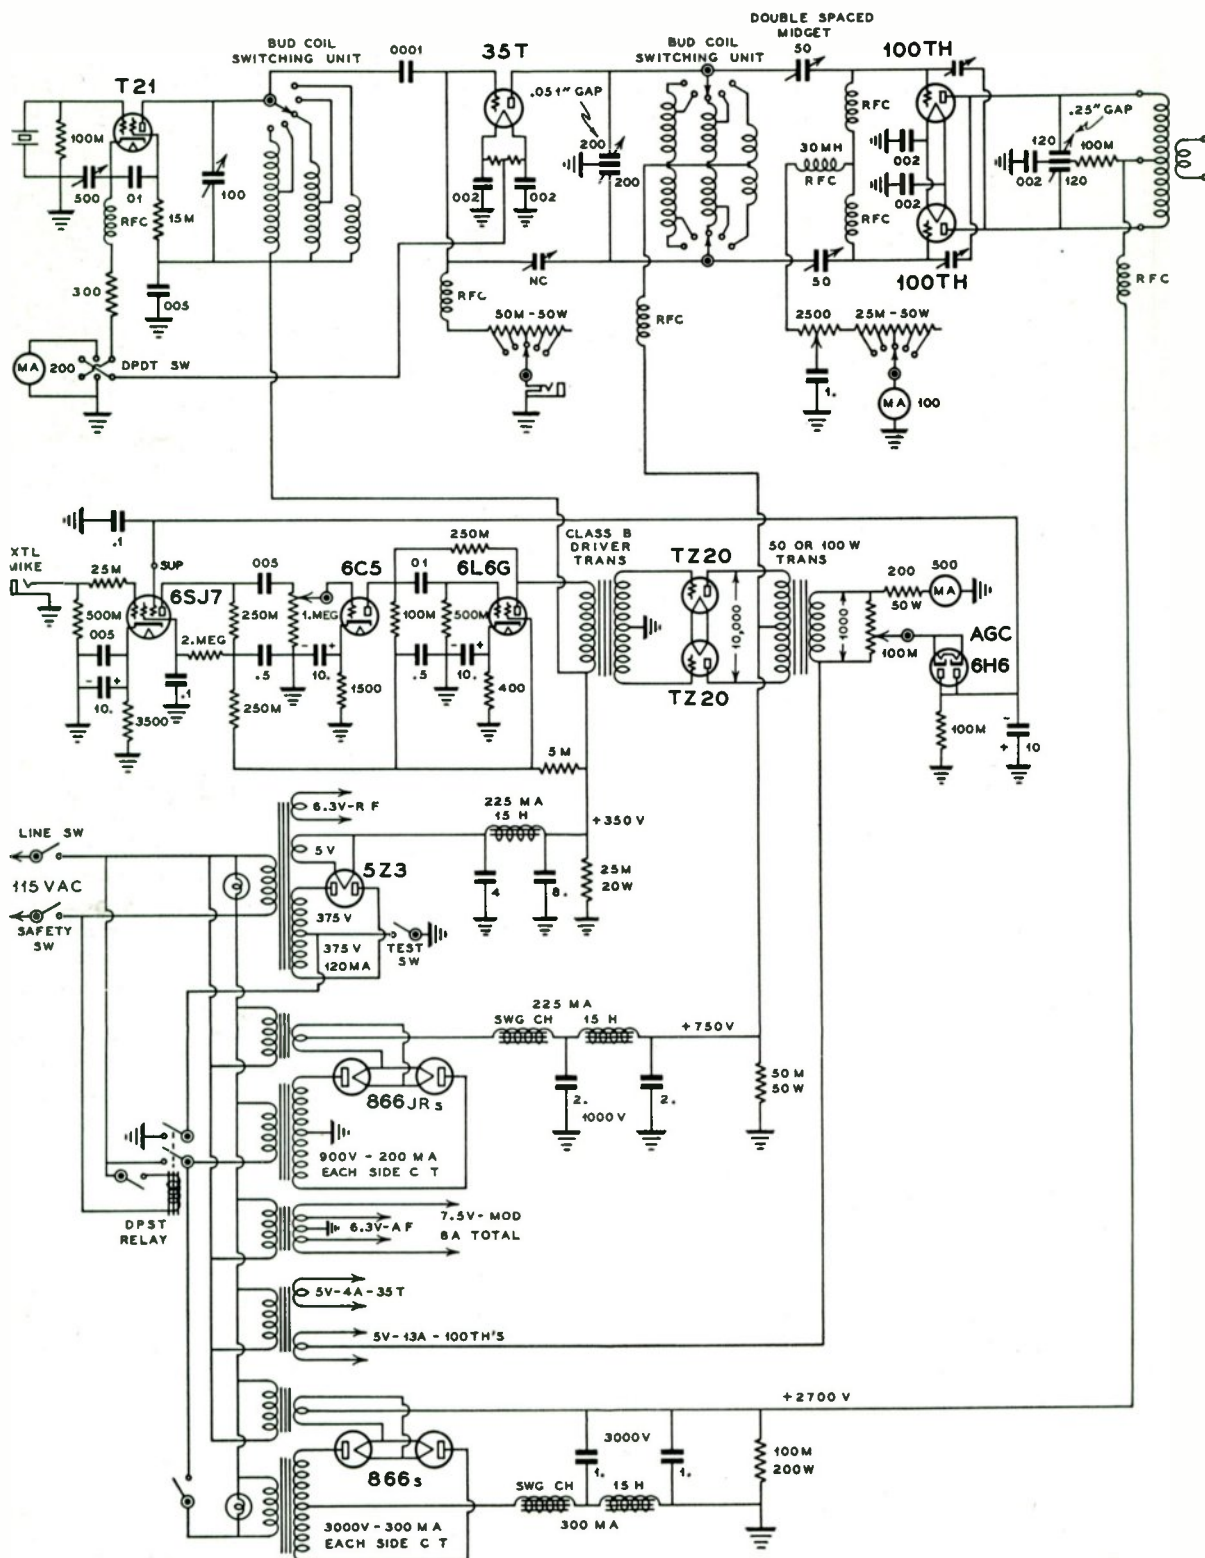 DOUBLE SPACED
MIDGET
50
BUD COIL
SWITCHING UNIT
0001
35T
BUD COIL
SWITCHING UNIT
100TH
T21
.051" GAP
.25" GAP
100M
200
200
RFC
30MH
RFC
RFC
002
002
120
120
100M
002
500
01
100
002
002
RFC
15M
300
005
NC
50
100TH
RFC
50M-50W
RFC
2500
25M-50W
RFC
MA
200
DPDT SW
1.
MA
100
.1
XTL
MIKE
25M
SUP
6SJ7
005
6C5
01
250M
6L6G
CLASS B
DRIVER
TRANS
TZ20
50 OR 100 W
TRANS
200
50W
500
MA
500M
005
250M
1.MEG
100M
500M
10,000
1000
AGC
6H6
2.MEG
- +
10.
.1
.5
- +
10.
.5
- +
10.
100M
3500
250M
1500
400
TZ20
100M
-
+
10
5M
6.3V-RF
225 MA
15 H
+350V
LINE SW
5V
5Z3
115 VAC
4
8.
25M
20W
SAFETY
SW
375V
375V
120MA
TEST
SW
225 MA
SWG CH
15 H
+750V
866JRS
2.
1000V
2.
50M
50W
900V-200 MA
EACH SIDE C T
DPST
RELAY
6.3V-AF
7.5V-MOD
8A TOTAL
5V-4A-35T
5V-13A-100TH'S
+2700V
3000V
1.
1.
100M
200W
866S
SWG CH
15 H
300 MA
3000V-300 MA
EACH SIDE C T